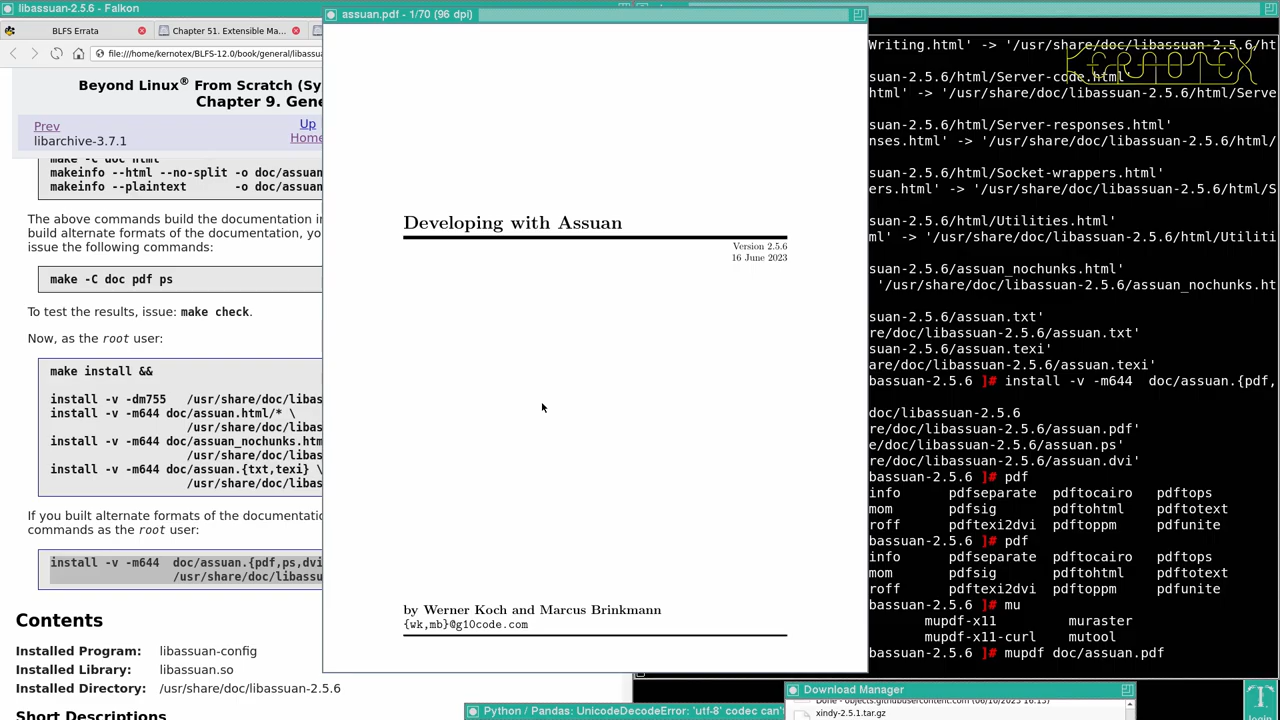 libassuan-2.5.6 - Falkon
BLFS Errata
Chapter 51. Extensible Ma...
file:///home/kernotex/BLFS-12.0/book/general/libassua
Beyond Linux® From Scratch (Sy
Chapter 9. Gene
Prev
Up
libarchive-3.7.1
Home
make -C doc html
makeinfo --html --no-split -o doc/assuan
makeinfo --plaintext       -o doc/assuan
The above commands build the documentation in
build alternate formats of the documentation, yo
issue the following commands:
make -C doc pdf ps
To test the results, issue: make check.
Now, as the root user:
make install &&
install -v -dm755   /usr/share/doc/libas
install -v -m644 doc/assuan.html/* \
/usr/share/doc/libas
install -v -m644 doc/assuan_nochunks.htm
/usr/share/doc/libas
install -v -m644 doc/assuan.{txt,texi} \
/usr/share/doc/libas
If you built alternate formats of the documentatio
commands as the root user:
install -v -m644  doc/assuan.{pdf,ps,dvi
/usr/share/doc/libassu
Contents
Installed Program: libassuan-config
Installed Library: libassuan.so
Installed Directory: /usr/share/doc/libassuan-2.5.6
Short Descriptions
assuan.pdf - 1/70 (96 dpi)
Developing with Assuan
Version 2.5.6
16 June 2023
by Werner Koch and Marcus Brinkmann
{wk,mb}@g10code.com
KERNOTEX
Writing.html' -> '/usr/share/doc/libassuan-2.5.6/ht
suan-2.5.6/html/Server-code.html'
html' -> '/usr/share/doc/libassuan-2.5.6/html/Serve
suan-2.5.6/html/Server-responses.html'
nses.html' -> '/usr/share/doc/libassuan-2.5.6/html/
suan-2.5.6/html/Socket-wrappers.html'
ers.html' -> '/usr/share/doc/libassuan-2.5.6/html/S
suan-2.5.6/html/Utilities.html'
ml' -> '/usr/share/doc/libassuan-2.5.6/html/Utiliti
suan-2.5.6/assuan_nochunks.html'
'/usr/share/doc/libassuan-2.5.6/assuan_nochunks.ht
suan-2.5.6/assuan.txt'
re/doc/libassuan-2.5.6/assuan.txt'
suan-2.5.6/assuan.texi'
are/doc/libassuan-2.5.6/assuan.texi'
bassuan-2.5.6 ]# install -v -m644  doc/assuan.{pdf,
doc/libassuan-2.5.6
re/doc/libassuan-2.5.6/assuan.pdf'
e/doc/libassuan-2.5.6/assuan.ps'
re/doc/libassuan-2.5.6/assuan.dvi'
bassuan-2.5.6 ]# pdf
info pdfseparate pdftocairo pdftops
mom pdfsig pdftohtml pdftotext
roff pdftexi2dvi pdftoppm pdfunite
bassuan-2.5.6 ]# pdf
info pdfseparate pdftocairo pdftops
mom pdfsig pdftohtml pdftotext
roff pdftexi2dvi pdftoppm pdfunite
bassuan-2.5.6 ]# mu
mupdf-x11 muraster
mupdf-x11-curl mutool
bassuan-2.5.6 ]# mupdf doc/assuan.pdf
Python / Pandas: UnicodeDecodeError: 'utf-8' codec can't
Download Manager
Done - objects.githubusercontent.com (06/10/2023 16:15)
xindy-2.5.1.tar.gz
login